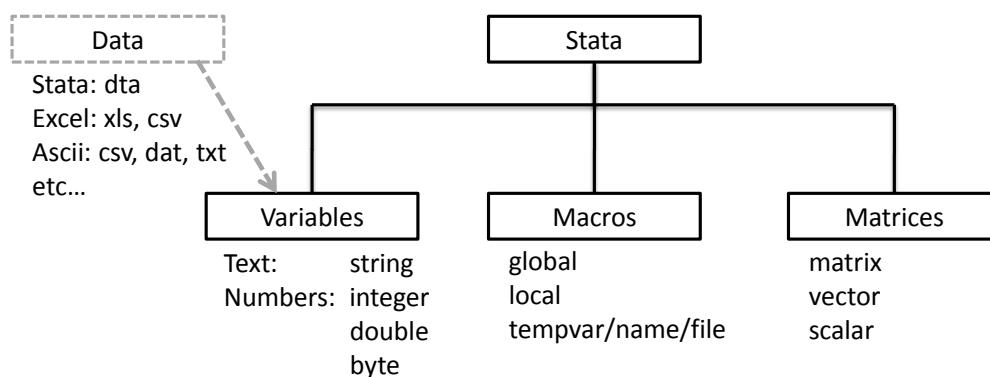 Data
Stata: dta
Excel: xls, csv
Ascii: csv, dat, txt
etc...
Stata
Variables
Text: string
Numbers: integer
double
byte
Macros
global
local
tempvar/name/file
Matrices
matrix
vector
scalar